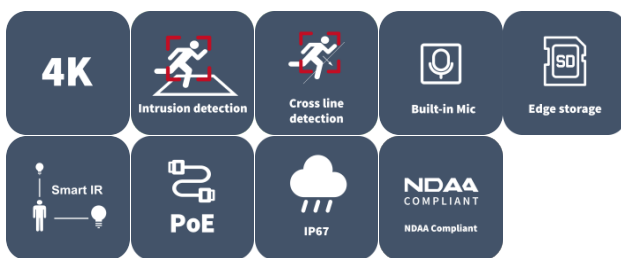 4K
Intrusion detection
Cross line
detection
Built-in Mic
SD
Edge storage
Smart IR
PoE
IP67
NDAA
COMPLIANT
NDAA Compliant